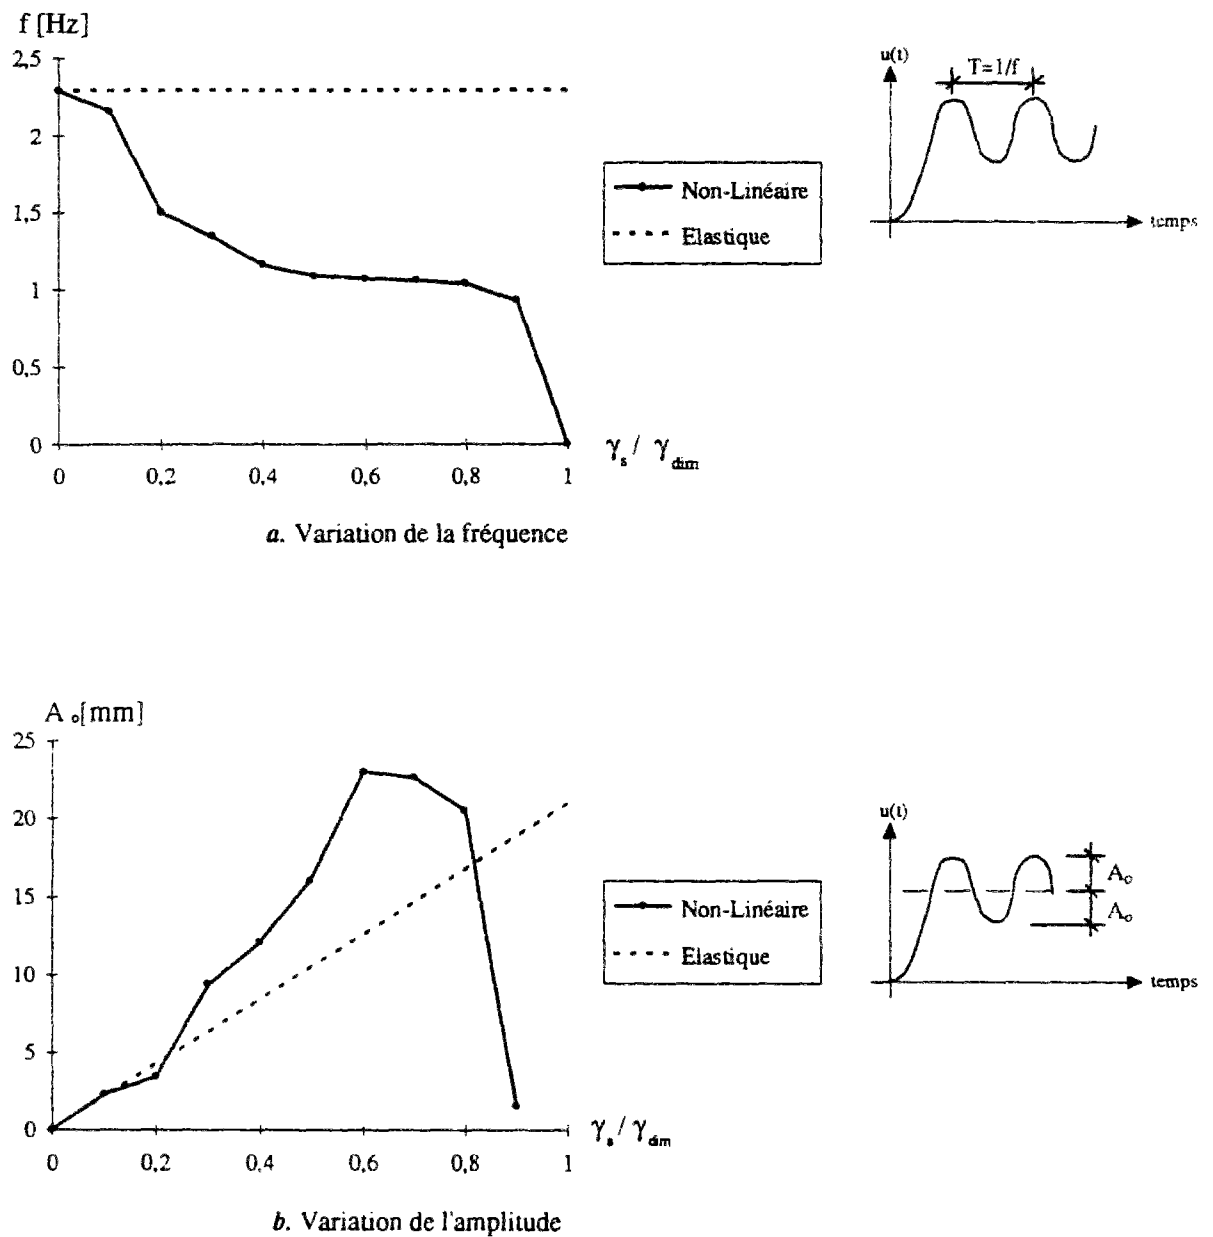 f [Hz]
2,5
2
1,5
1
0,5
0
0 0,2 0,4 0,6 0,8 1
γs / γdim
Non-Linéaire
Elastique
u(t)
T=1/f
temps
a. Variation de la fréquence
A o[mm]
25
20
15
10
5
0
0 0,2 0,4 0,6 0,8 1
γs / γdim
Non-Linéaire
Elastique
u(t)
Ao
Ao
temps
b. Variation de l'amplitude